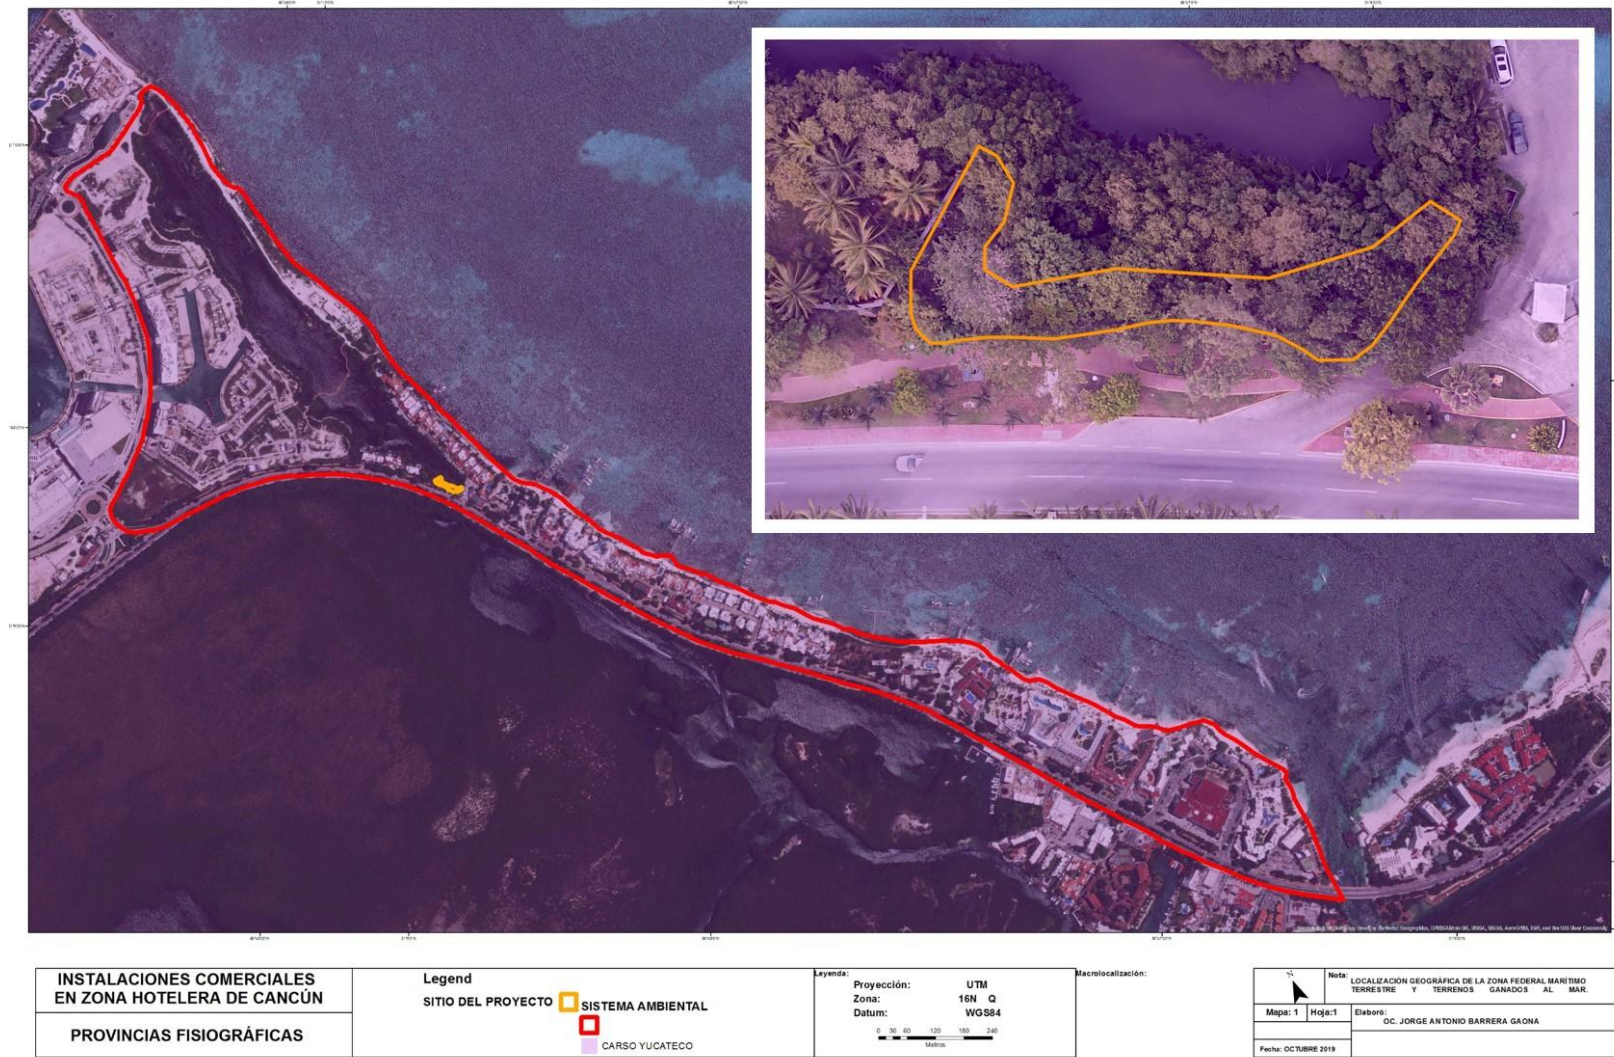 INSTALACIONES COMERCIALES
EN ZONA HOTELERA DE CANCÚN
PROVINCIAS FISIOGRÁFICAS
Legend
SITIO DEL PROYECTO
SISTEMA AMBIENTAL
CARSO YUCATECO
Leyenda:
Proyección: UTM
Zona: 16N Q
Datum: WGS84
0 30 60 120 180 240
Metros
Macrolocalización:
N
Nota:
LOCALIZACIÓN GEOGRÁFICA DE LA ZONA FEDERAL MARÍTIMO
TERRESTRE Y TERRENOS GANADOS AL MAR.
Mapa: 1 Hoja:1
Elaboró:
OC. JORGE ANTONIO BARRERA GAONA
Fecha: OCTUBRE 2019